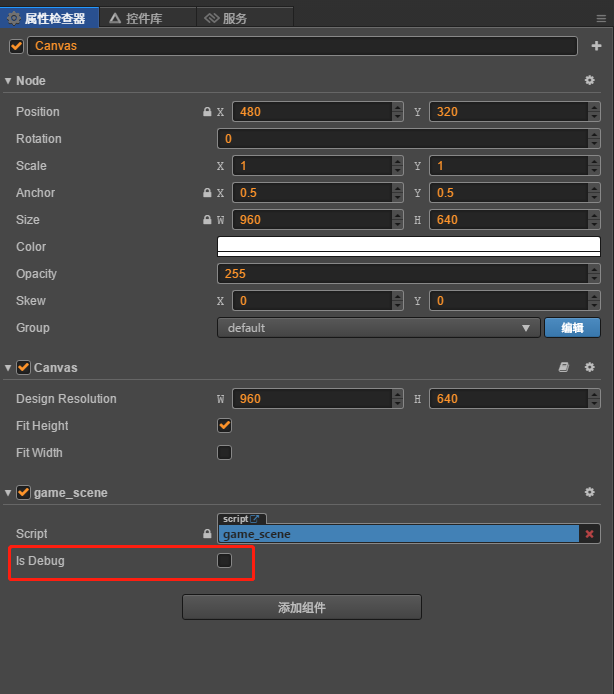 属性检查器 控件库 服务
Canvas
Node
Position X 480 Y 320
Rotation 0
Scale X 1 Y 1
Anchor X 0.5 Y 0.5
Size W 960 H 640
Color
Opacity 255
Skew X 0 Y 0
Group default 编辑
Canvas
Design Resolution W 960 H 640
Fit Height
Fit Width
game_scene
script
Script game_scene
Is Debug
添加组件